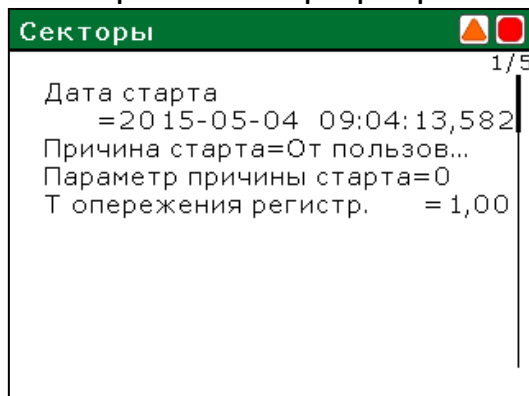 Секторы
1/5
Дата старта
=2015-05-04 09:04:13,582
Причина старта=От пользов...
Параметр причины старта=0
Т опережения регистр. =1,00